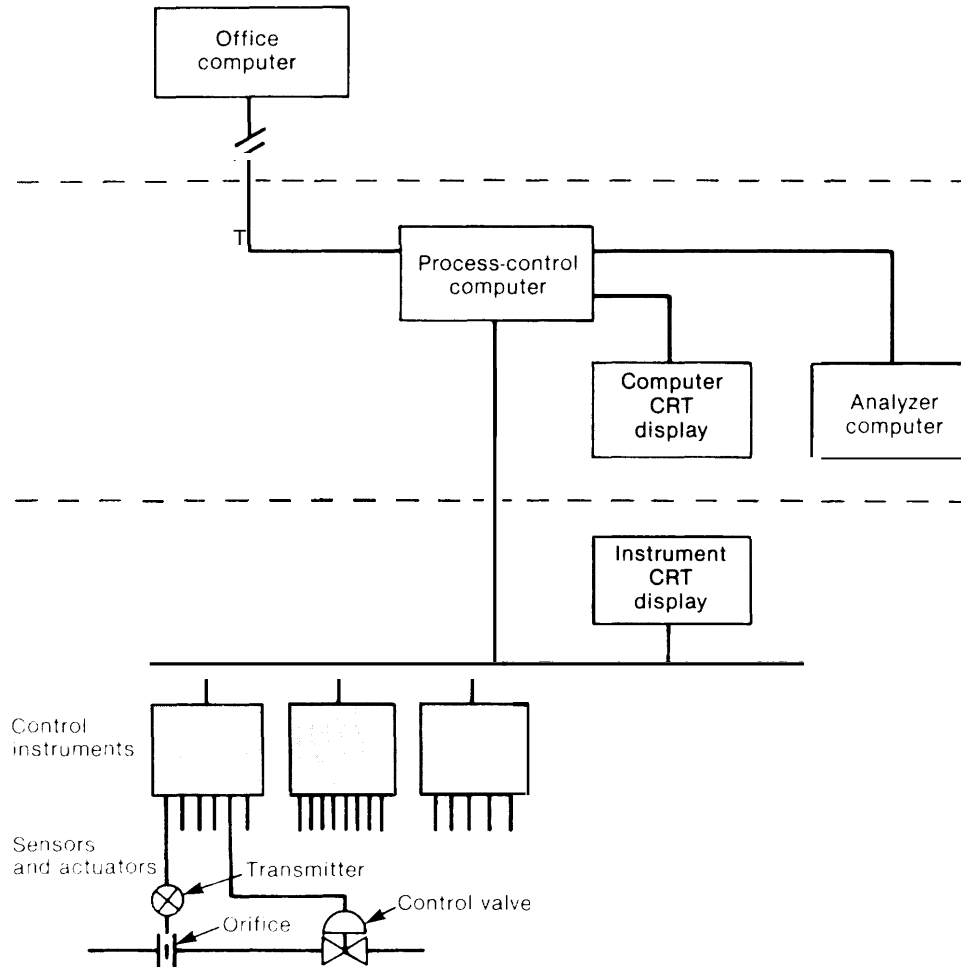 Office
computer
T
Process-control
computer
Computer
CRT
display
Analyzer
computer
Instrument
CRT
display
Control
instruments
Sensors
and actuators
Transmitter
Control valve
Orifice